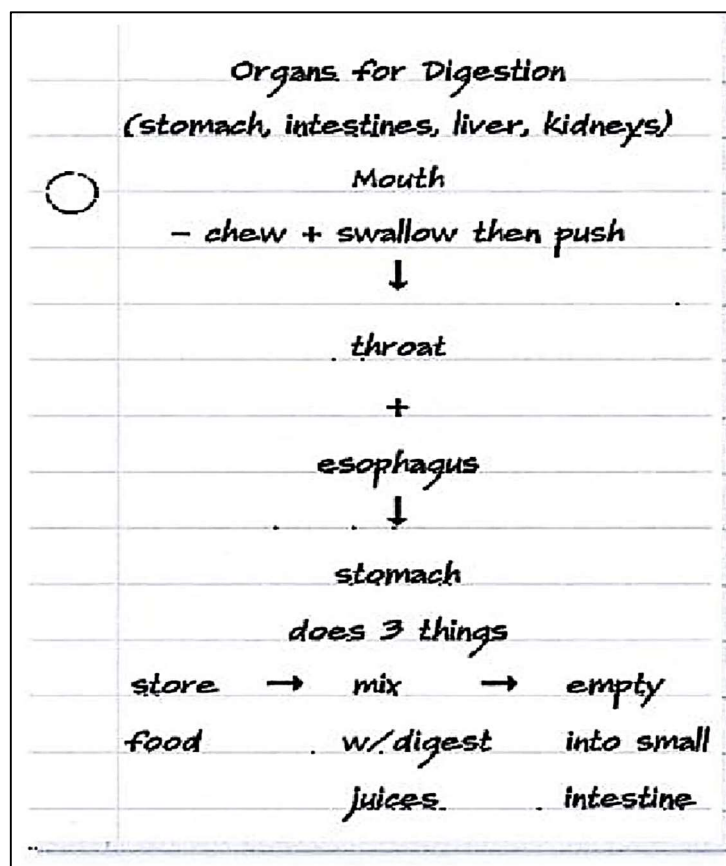 Organs for Digestion
(stomach, intestines, liver, kidneys)
Mouth
- chew + swallow then push
↓
throat
+
esophagus
↓
stomach
does 3 things
store → mix → empty
food w/digest into small
juices intestine